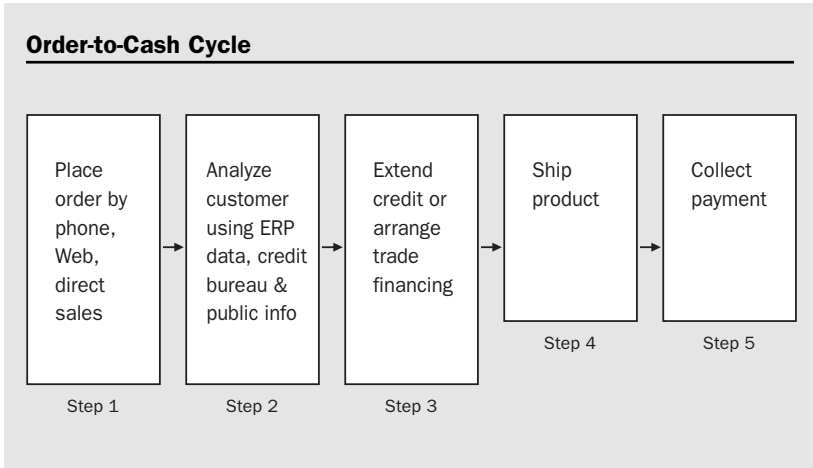 Order-to-Cash Cycle
Place
order by
phone,
Web,
direct
sales
Step 1
Analyze
customer
using ERP
data, credit
bureau &
public info
Step 2
Extend
credit or
arrange
trade
financing
Step 3
Ship
product
Step 4
Collect
payment
Step 5